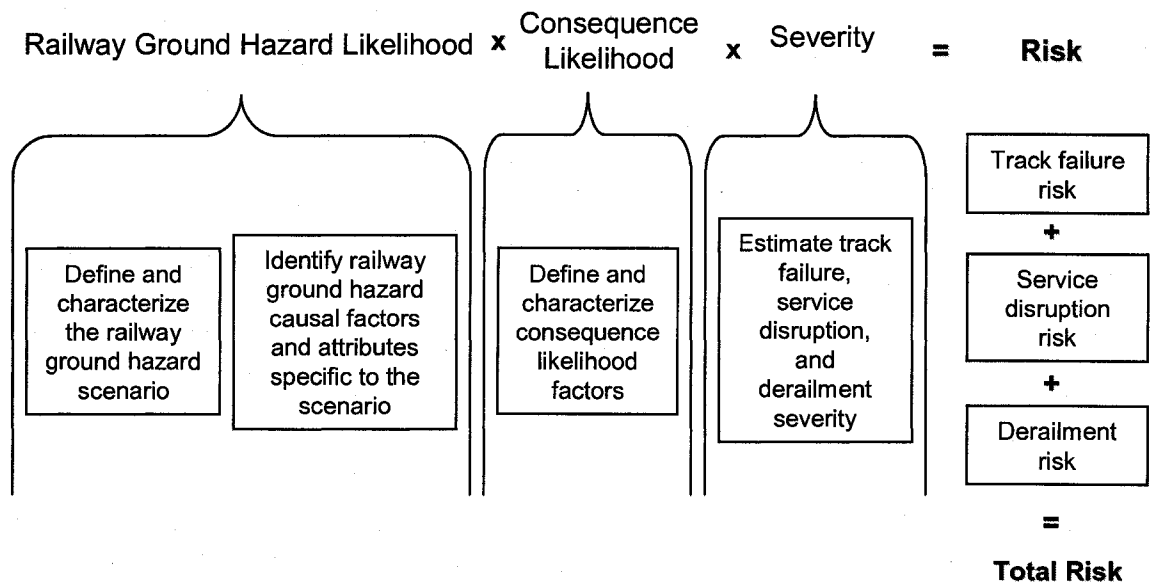 Railway Ground Hazard Likelihood x Consequence Likelihood x Severity = Risk
Define and
characterize
the railway
ground hazard
scenario
Identify railway
ground hazard
causal factors
and attributes
specific to the
scenario
Define and
characterize
consequence
likelihood
factors
Estimate track
failure,
service
disruption,
and
derailment
severity
Track failure
risk
+
Service
disruption
risk
+
Derailment
risk
=
Total Risk